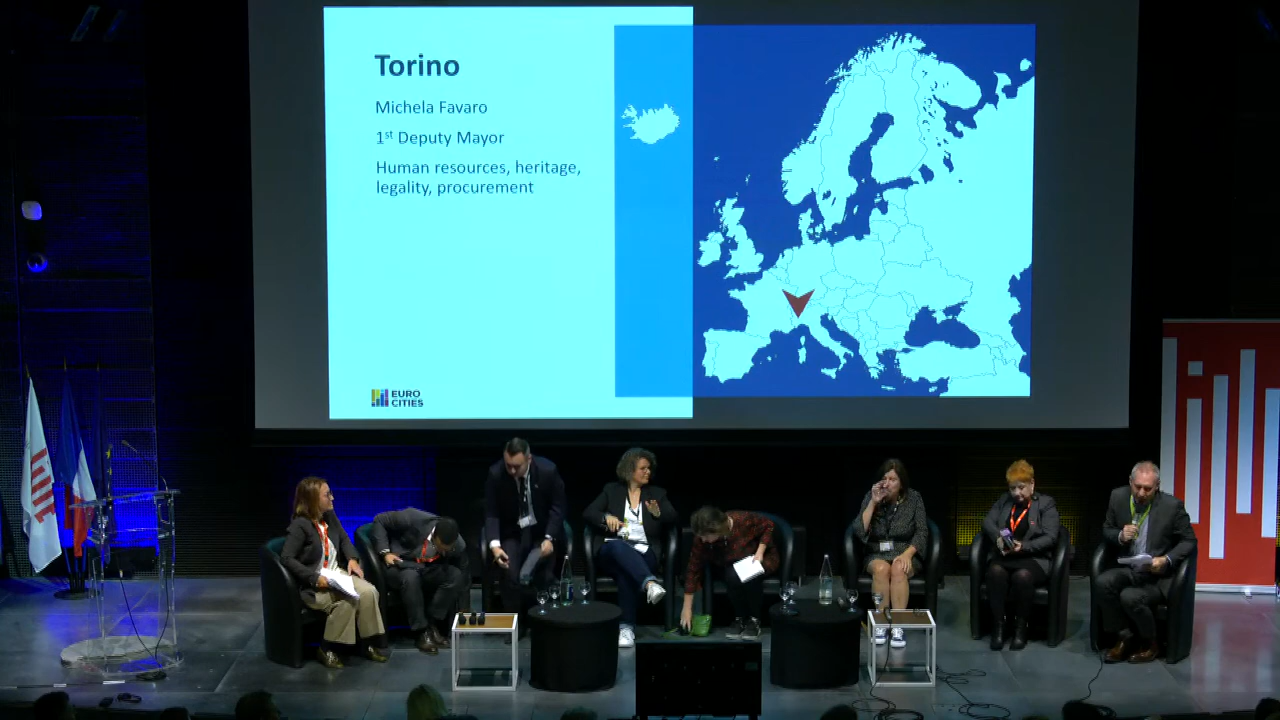 Torino
Michela Favaro
1st Deputy Mayor
Human resources, heritage,
legality, procurement
EURO
CITIES